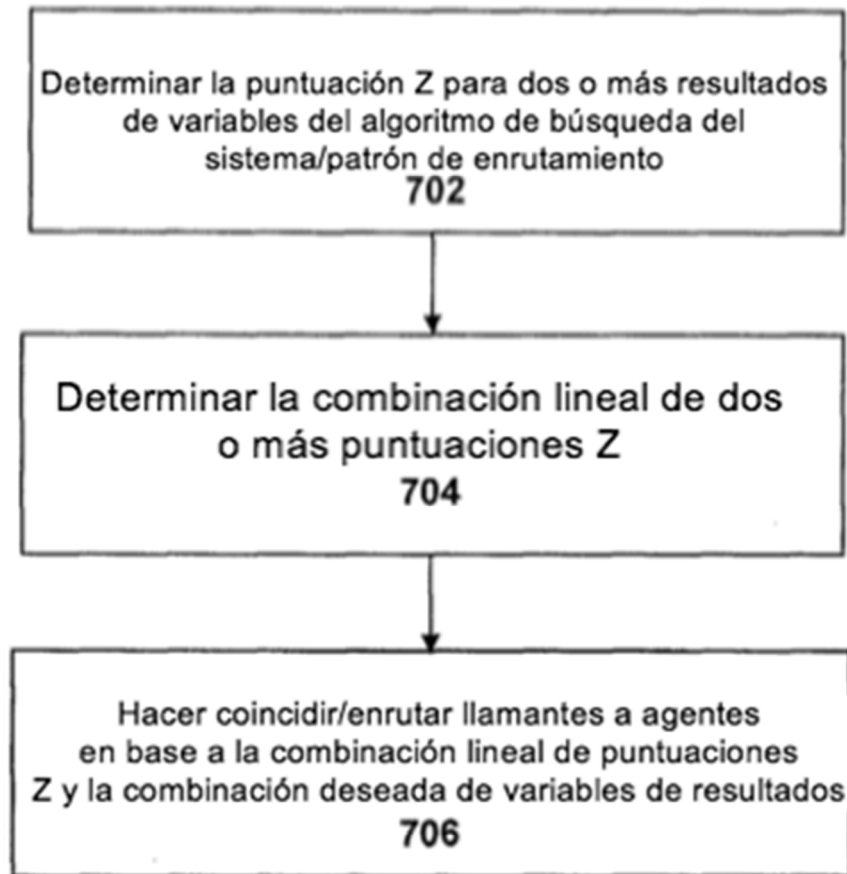 Determinar la puntuación Z para dos o más resultados
de variables del algoritmo de búsqueda del
sistema/patrón de enrutamiento
702
Determinar la combinación lineal de dos
o más puntuaciones Z
704
Hacer coincidir/enrutar llamantes a agentes
en base a la combinación lineal de puntuaciones
Z y la combinación deseada de variables de resultados
706